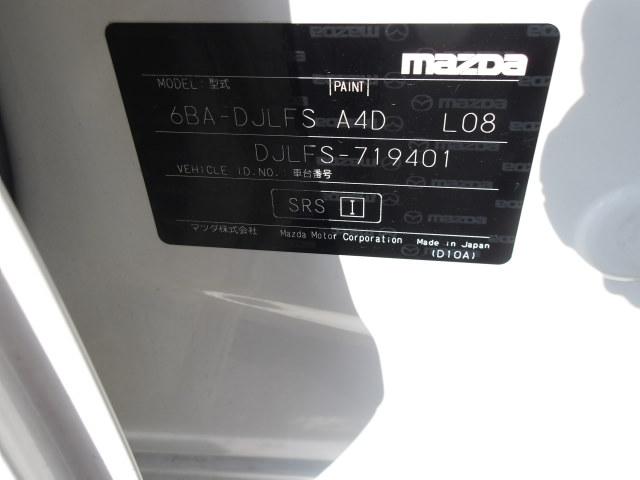 mazda
MODEL: 型式 PAINT
6BA-DJLFS A4D L08
DJLFS-719401
VEHICLE ID.NO.: 車台番号
SRS I
マツダ株式会社 Mazda Motor Corporation Made in Japan
(D10A)